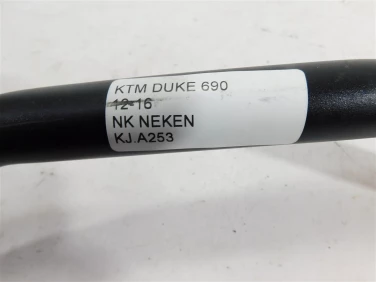 KTM DUKE 690
12-16
NK NEKEN
KJ.A253